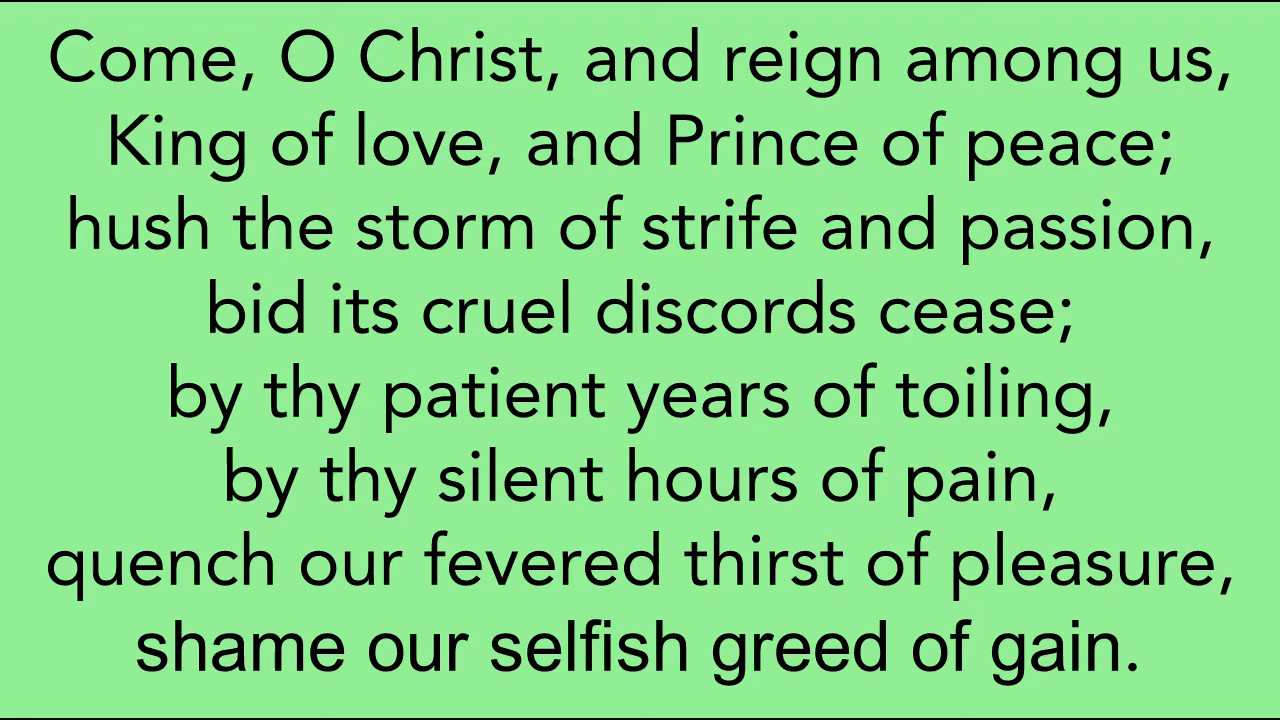 Come, O Christ, and reign among us,
King of love, and Prince of peace;
hush the storm of strife and passion,
bid its cruel discords cease;
by thy patient years of toiling,
by thy silent hours of pain,
quench our fevered thirst of pleasure,
shame our selfish greed of gain.